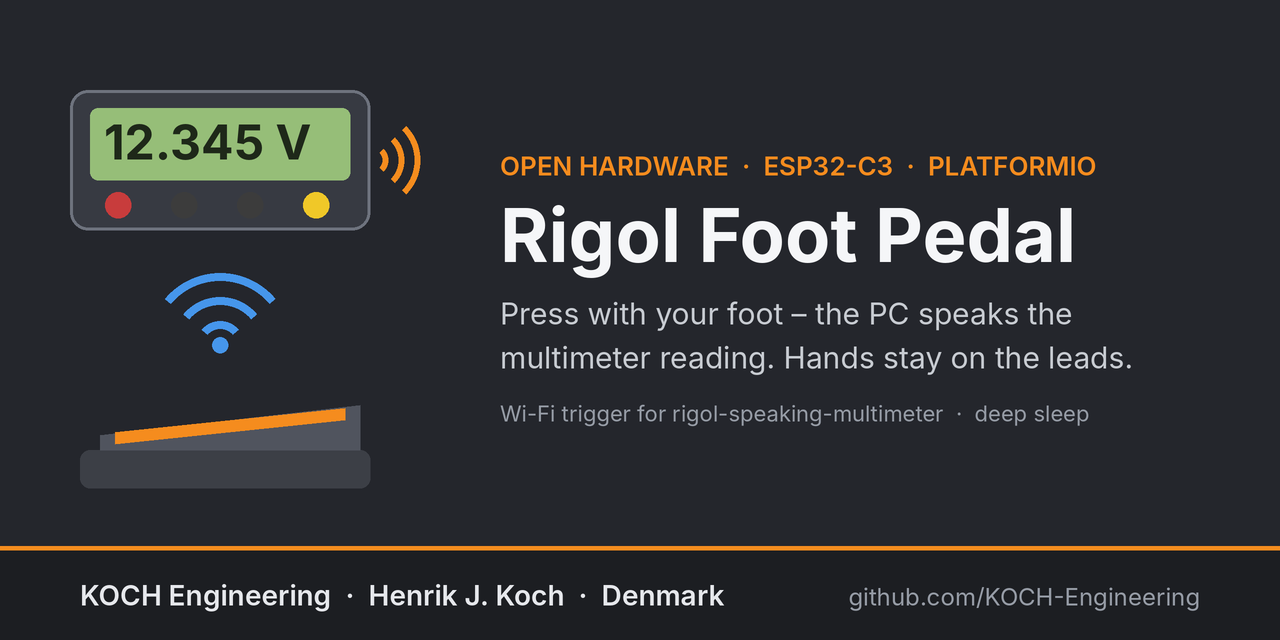 12.345 V
OPEN HARDWARE · ESP32-C3 · PLATFORMIO
Rigol Foot Pedal
Press with your foot – the PC speaks the
multimeter reading. Hands stay on the leads.
Wi-Fi trigger for rigol-speaking-multimeter · deep sleep
KOCH Engineering · Henrik J. Koch · Denmark
github.com/KOCH-Engineering